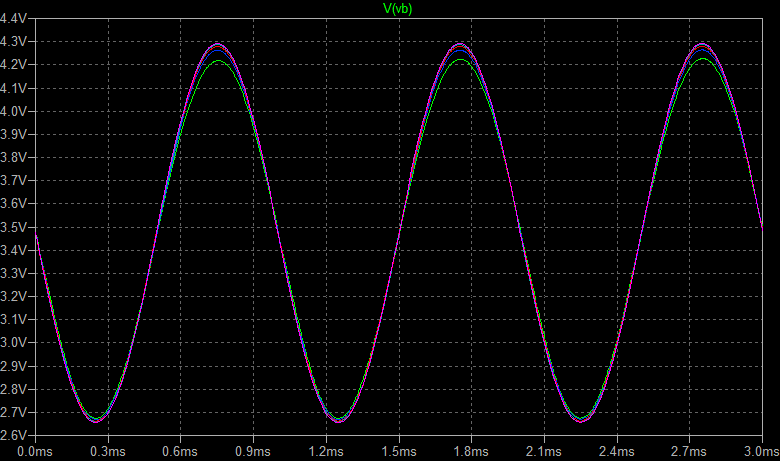 V(vb)
4.4V
4.3V
4.2V
4.1V
4.0V
3.9V
3.8V
3.7V
3.6V
3.5V
3.4V
3.3V
3.2V
3.1V
3.0V
2.9V
2.8V
2.7V
2.6V
0.0ms 0.3ms 0.6ms 0.9ms 1.2ms 1.5ms 1.8ms 2.1ms 2.4ms 2.7ms 3.0ms